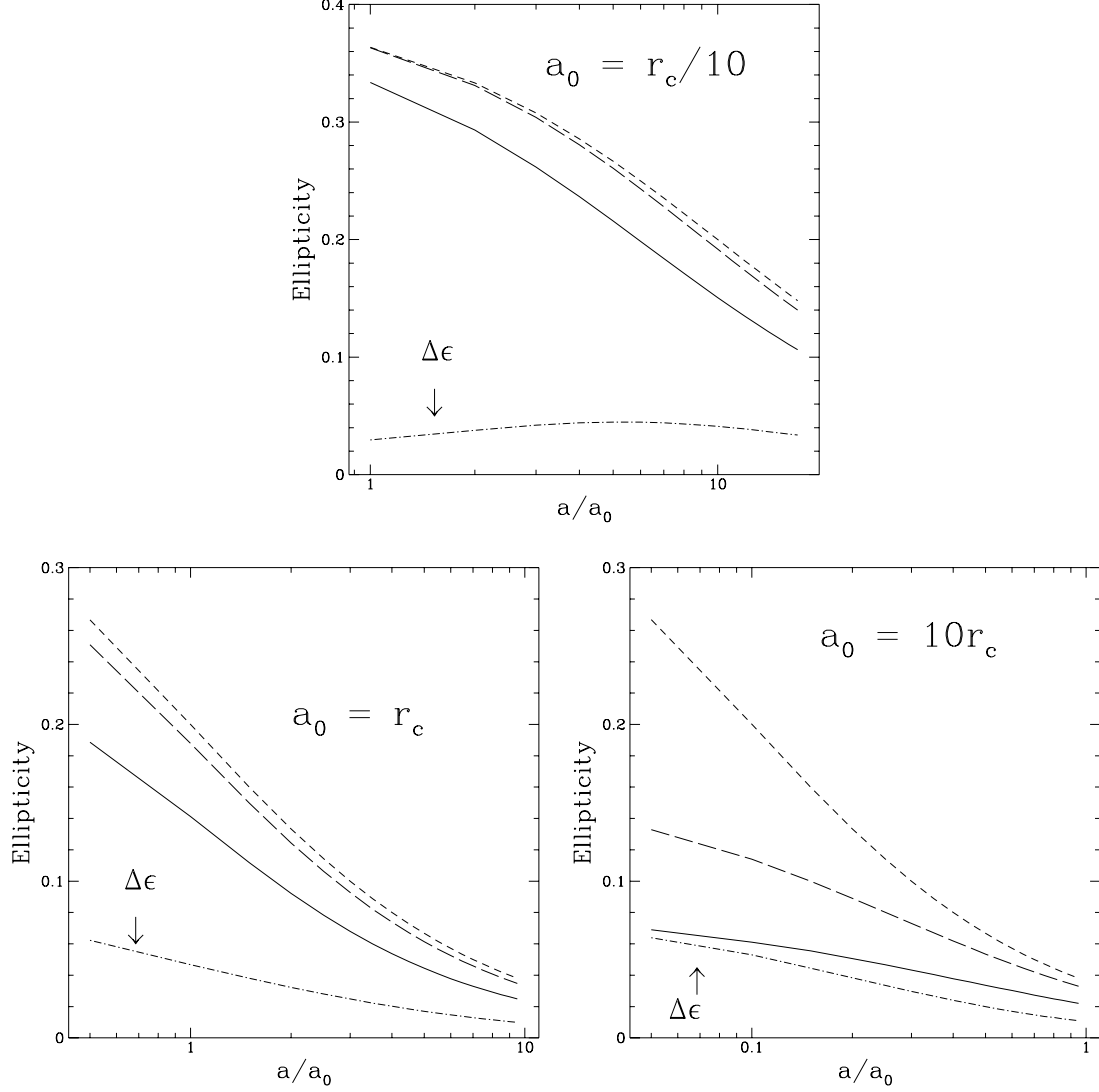 0.4
a₀ = r_c/10
0.3
Ellipticity
0.2
0.1
Δϵ
↓
0
1
10
a/a₀
0.3
a₀ = r_c
0.2
Ellipticity
0.1
Δϵ
↓
0
1
10
a/a₀
0.3
a₀ = 10r_c
0.2
Ellipticity
0.1
↑
Δϵ
0
0.1
1
a/a₀